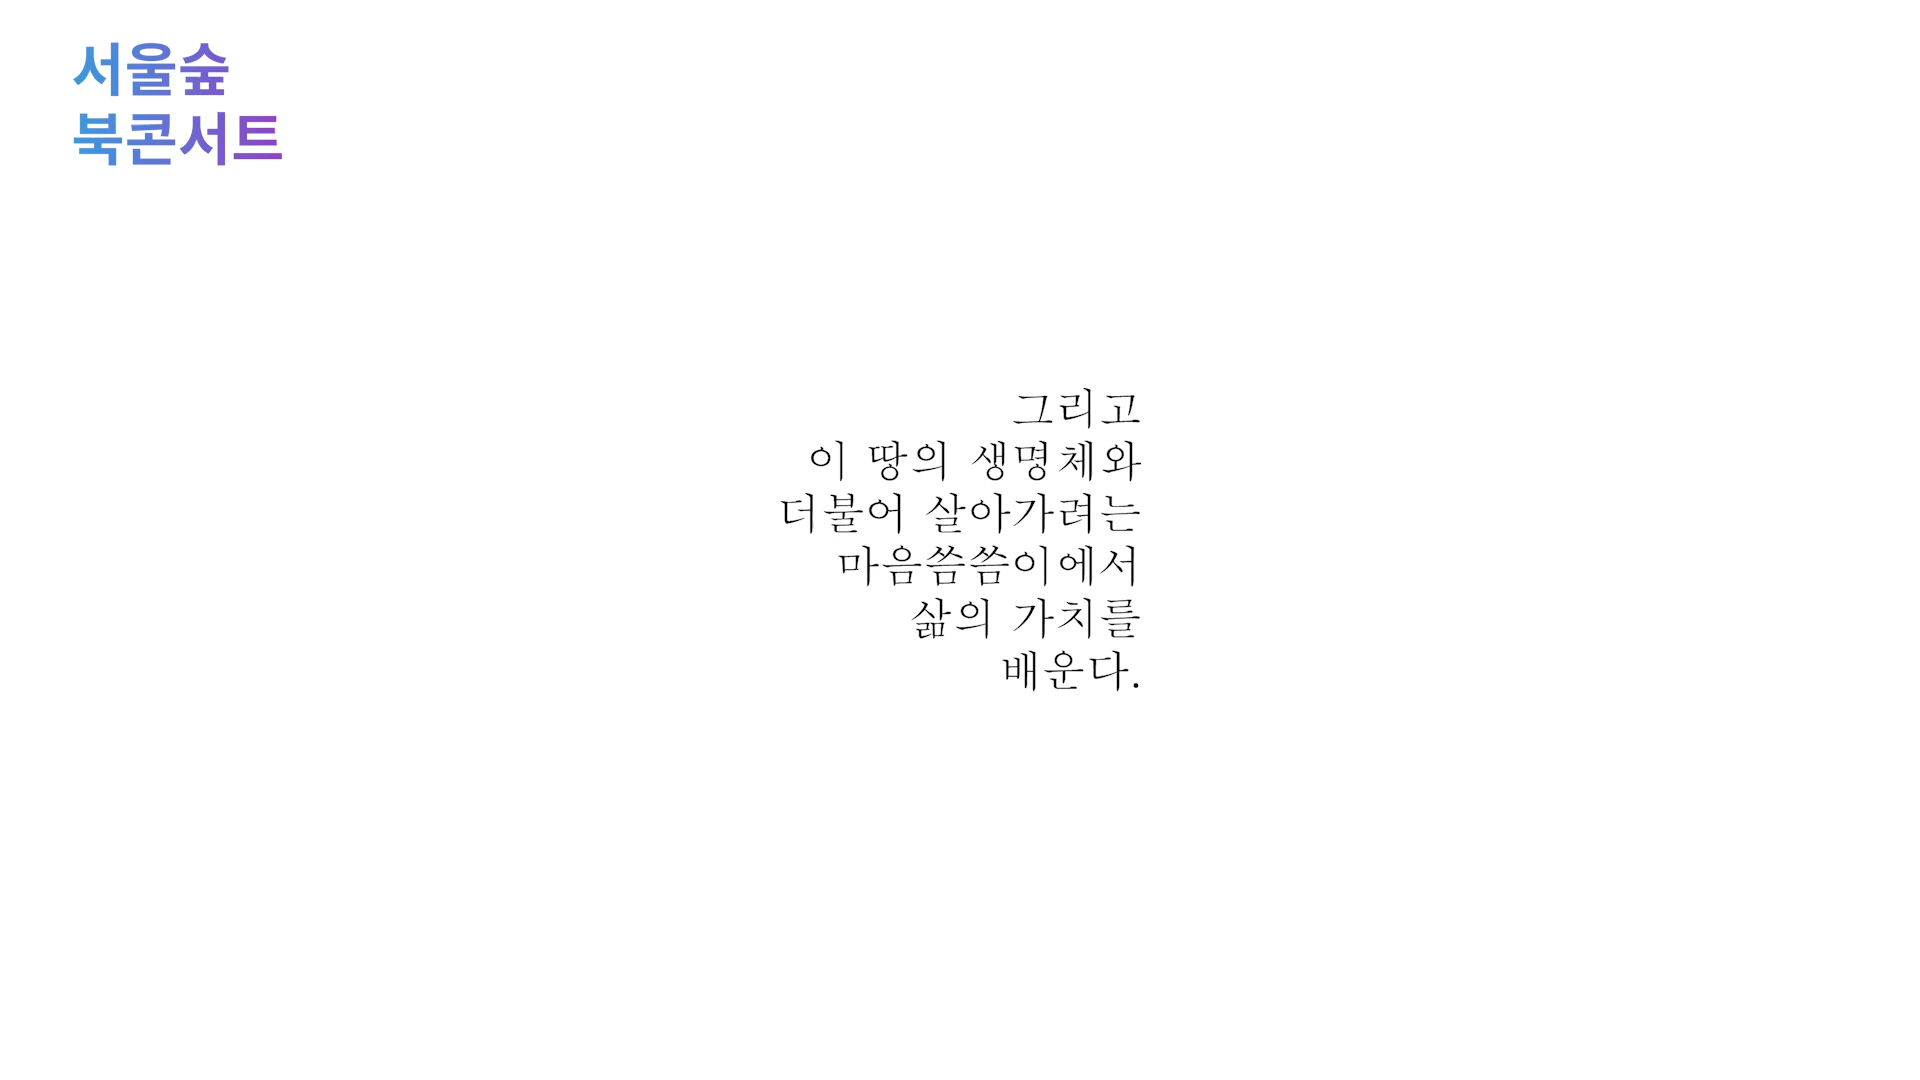 서울숲
북콘서트
그리고
이 땅의 생명체와
더불어 살아가려는
마음씀씀이에서
삶의 가치를
배운다.